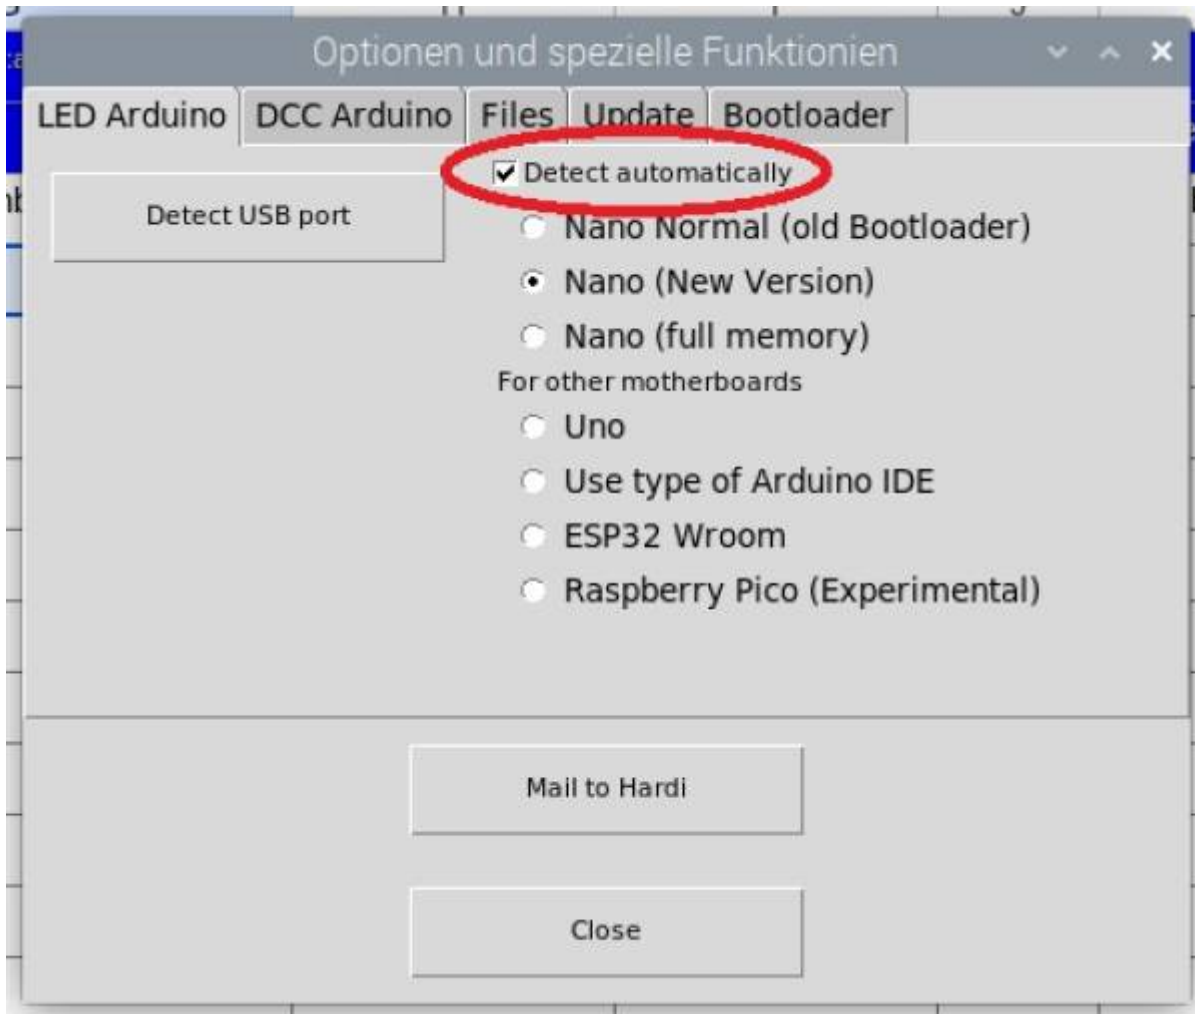 Optionen und spezielle Funktionien
LED Arduino DCC Arduino Files Update Bootloader
Detect automatically
Detect USB port
Nano Normal (old Bootloader)
Nano (New Version)
Nano (full memory)
For other motherboards
Uno
Use type of Arduino IDE
ESP32 Wroom
Raspberry Pico (Experimental)
Mail to Hardi
Close